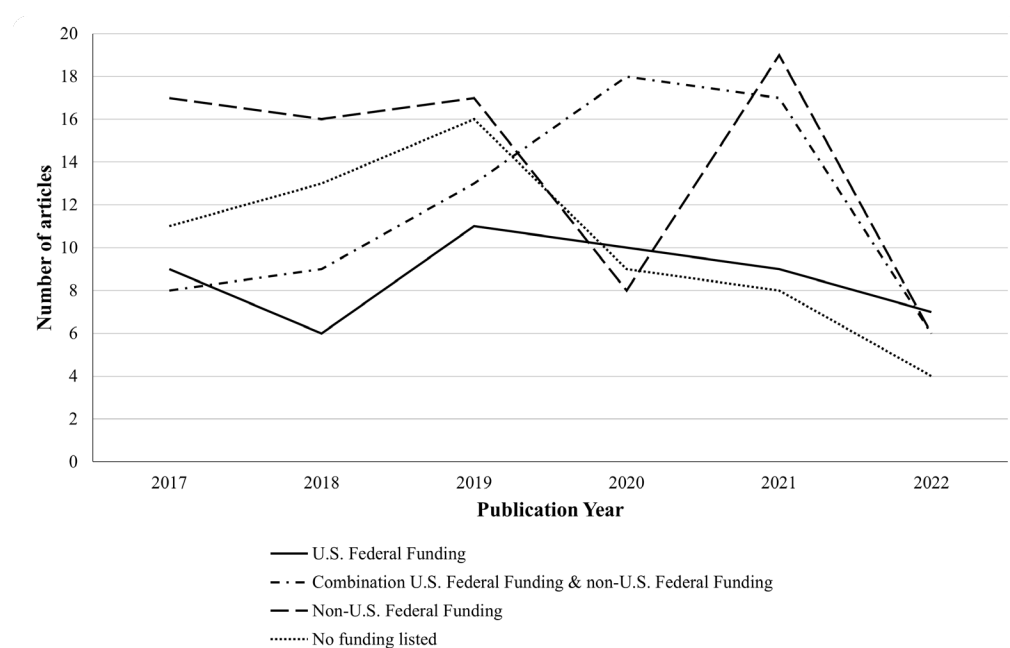 20
18
16
14
12
10
8
6
4
2
0
Number of articles
2017 2018 2019 2020 2021 2022
Publication Year
U.S. Federal Funding
Combination U.S. Federal Funding & non-U.S. Federal Funding
Non-U.S. Federal Funding
No funding listed